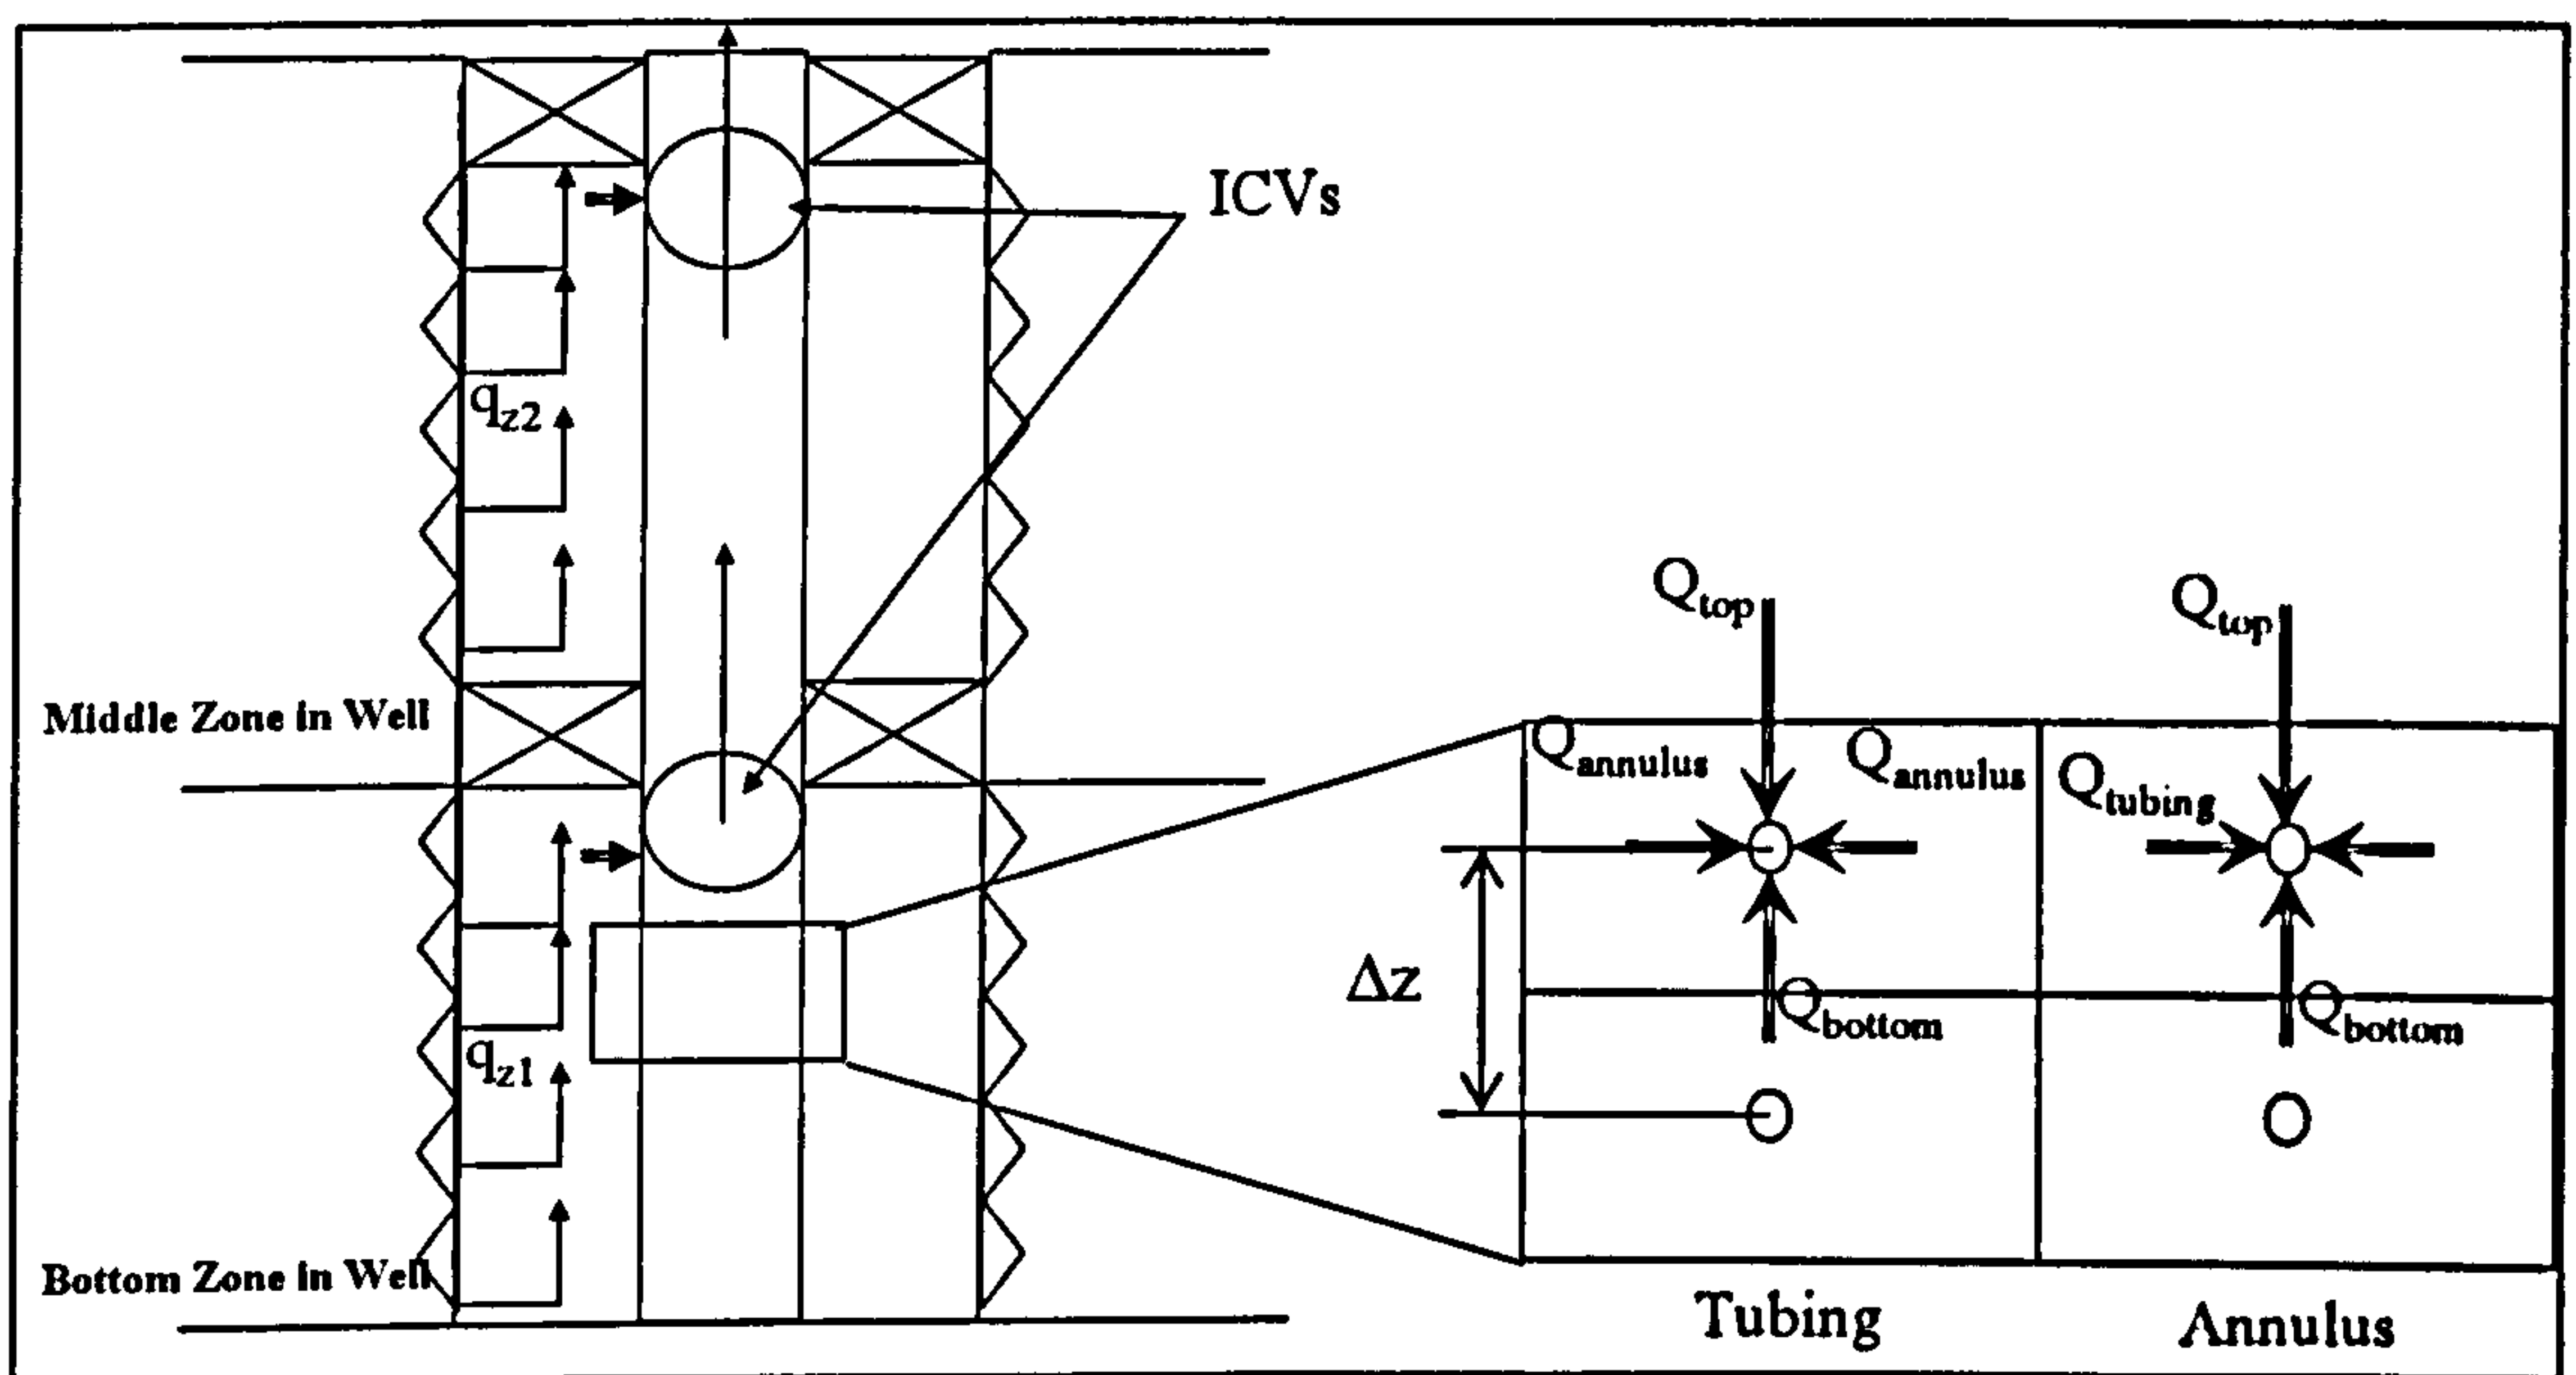 ICVs
q_z2
Q_top
Q_top
Middle Zone in Well
Q_annulus
Q_annulus
Q_tubing
Δz
Q_bottom
Q_bottom
q_z1
Bottom Zone in Well
Tubing
Annulus